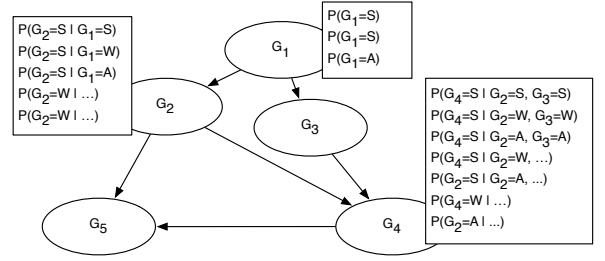 P(G2=S | G1=S)
P(G2=S | G1=W)
P(G2=S | G1=A)
P(G2=W | …)
P(G2=W | …)
G1
P(G1=S)
P(G1=S)
P(G1=A)
G2
G3
P(G4=S | G2=S, G3=S)
P(G4=S | G2=W, G3=W)
P(G4=S | G2=A, G3=A)
P(G4=S | G2=W, …)
P(G2=S | G2=A, ...)
P(G4=W | …)
P(G2=A | ...)
G5
G4